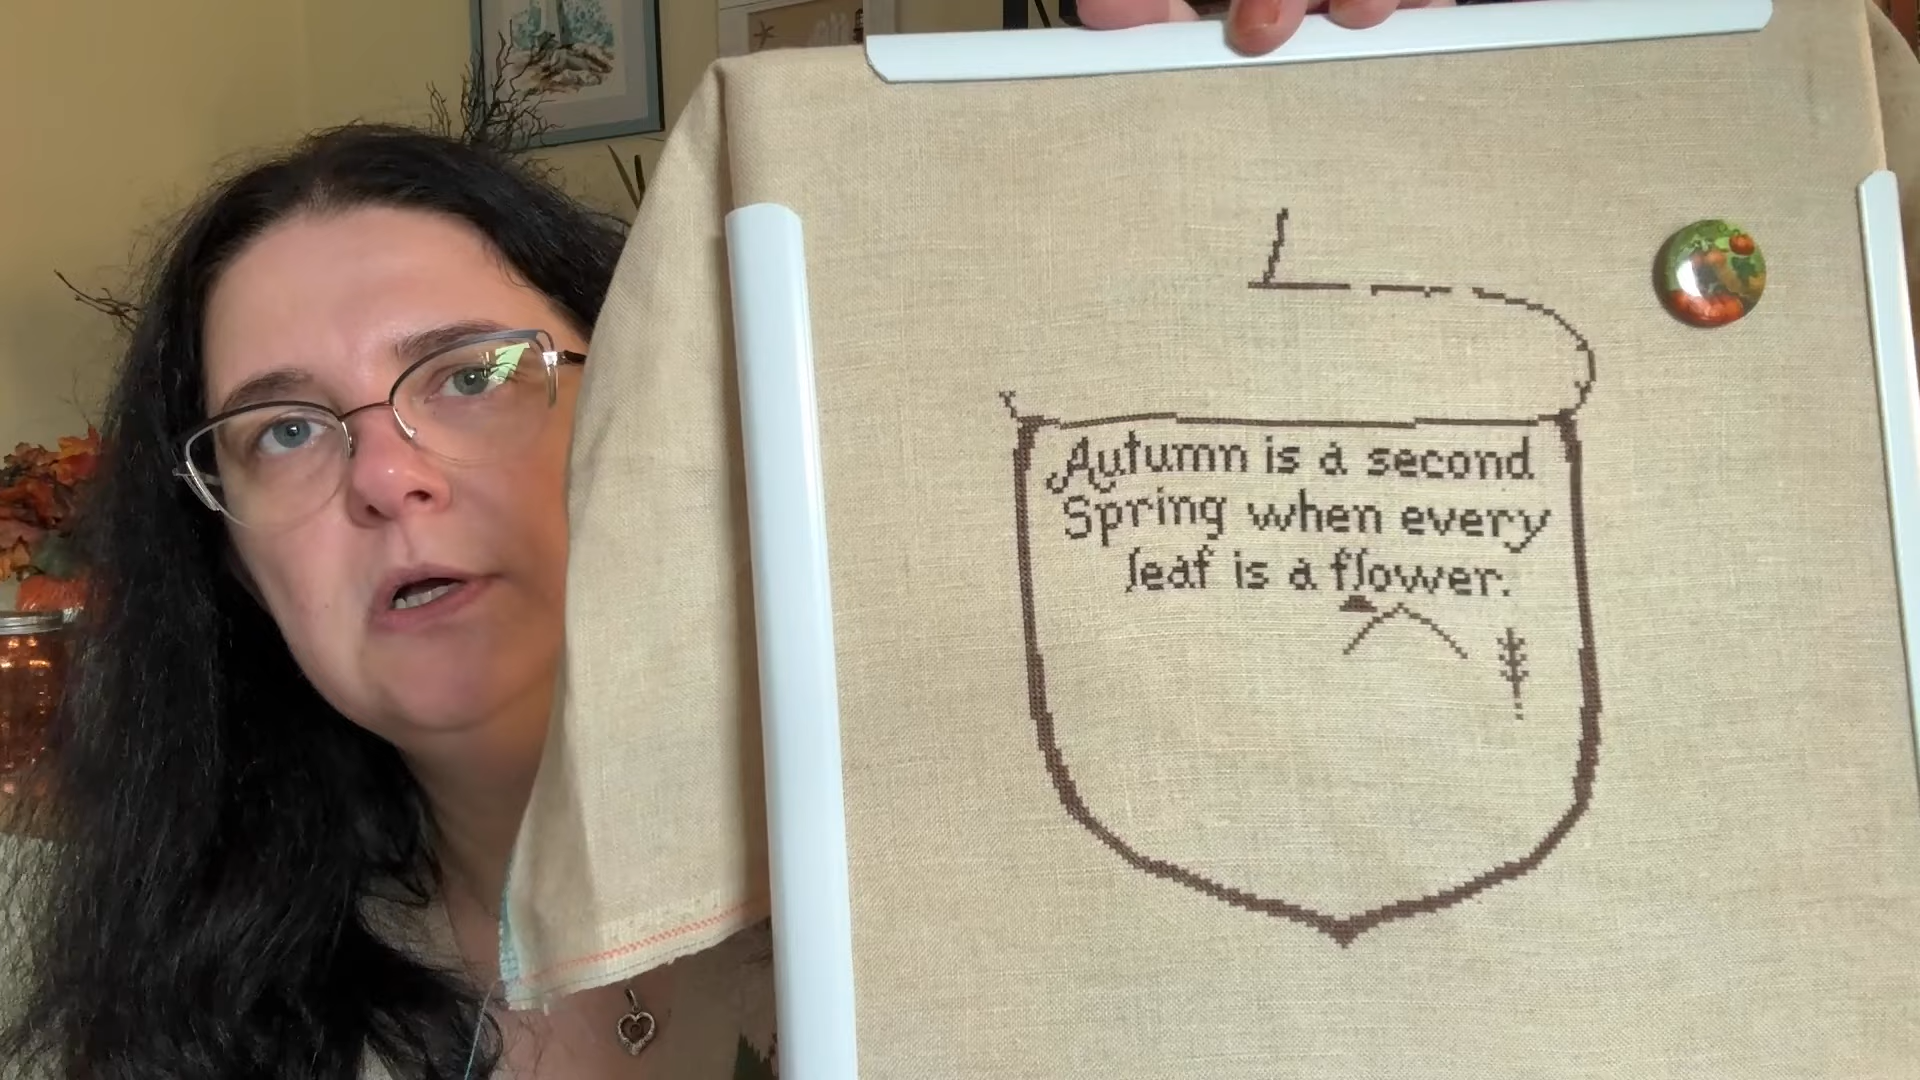 Autumn is a second
Spring when every
leaf is a flower.